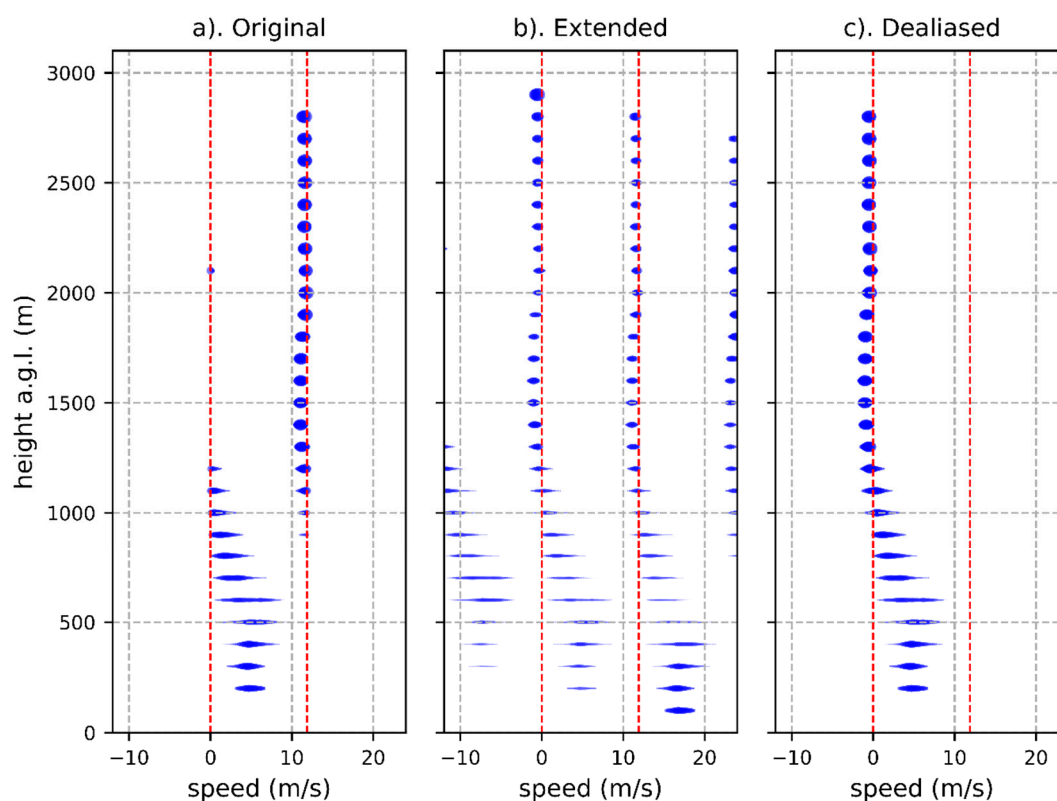 a). Original
b). Extended
c). Dealiased
height a.g.l. (m)
3000
2500
2000
1500
1000
500
0
−10 0 10 20
−10 0 10 20
−10 0 10 20
speed (m/s)
speed (m/s)
speed (m/s)